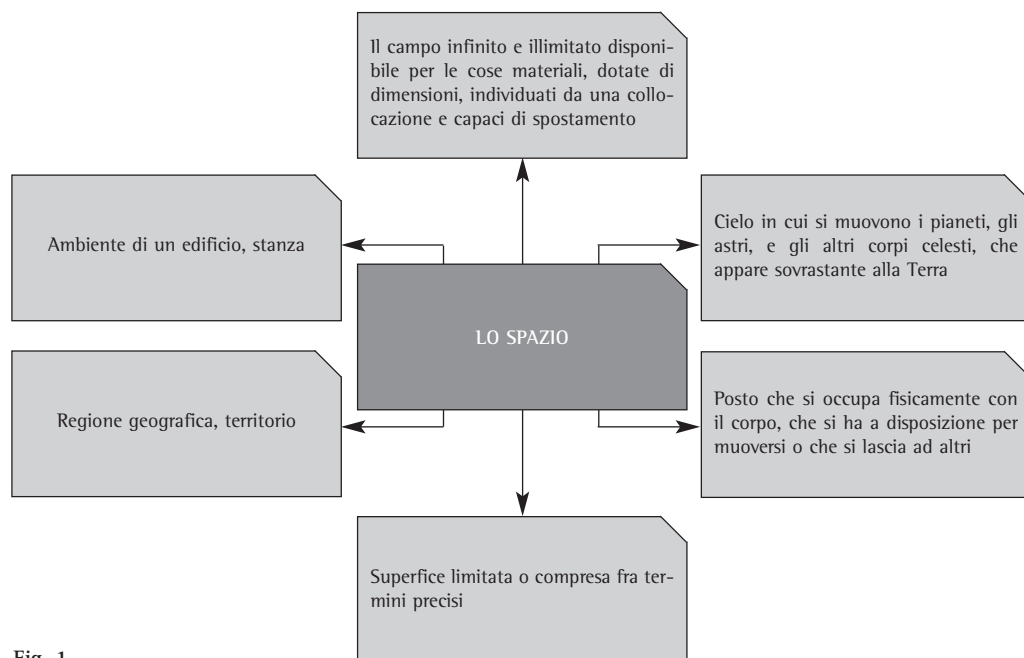 Il campo infinito e illimitato disponi-
bile per le cose materiali, dotate di
dimensioni, individuati da una collo-
cazione e capaci di spostamento
Ambiente di un edificio, stanza
Cielo in cui si muovono i pianeti, gli
astri, e gli altri corpi celesti, che
appare sovrastante alla Terra
LO SPAZIO
Regione geografica, territorio
Posto che si occupa fisicamente con
il corpo, che si ha a disposizione per
muoversi o che si lascia ad altri
Superfice limitata o compresa fra ter-
mini precisi
Fig. 1